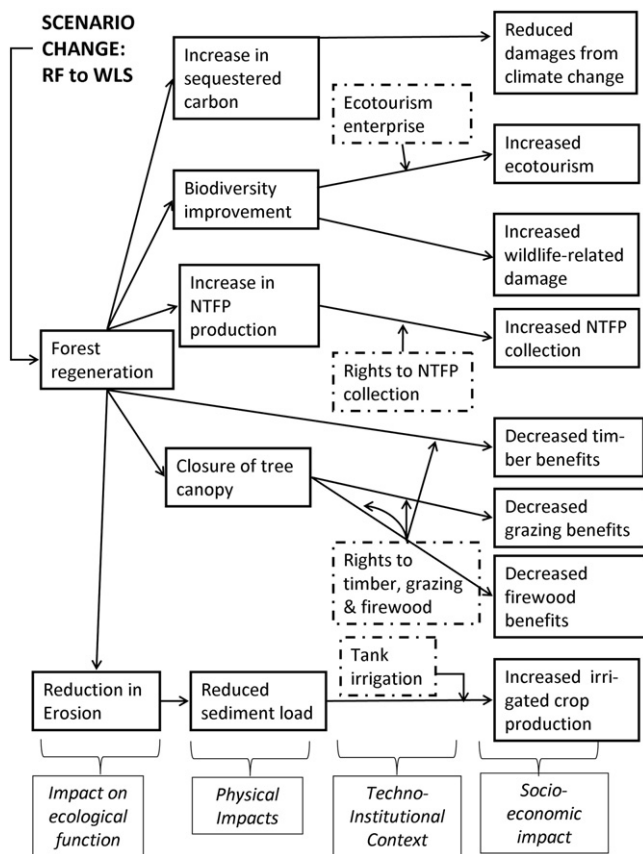 SCENARIO
CHANGE:
RF to WLS
Increase in
sequestered
carbon
Reduced
damages from
climate change
Ecotourism
enterprise
Increased
ecotourism
Biodiversity
improvement
Increased
wildlife-related
damage
Increase in
NTFP
production
Increased NTFP
collection
Forest
regeneration
Rights to NTFP
collection
Decreased tim-
ber benefits
Closure of tree
canopy
Decreased
grazing benefits
Rights to
timber, grazing
& firewood
Decreased
firewood
benefits
Tank
irrigation
Reduction in
Erosion
Reduced
sediment load
Increased irri-
gated crop
production
Impact on
ecological
function
Physical
Impacts
Techno-
Institutional
Context
Socio-
economic
impact